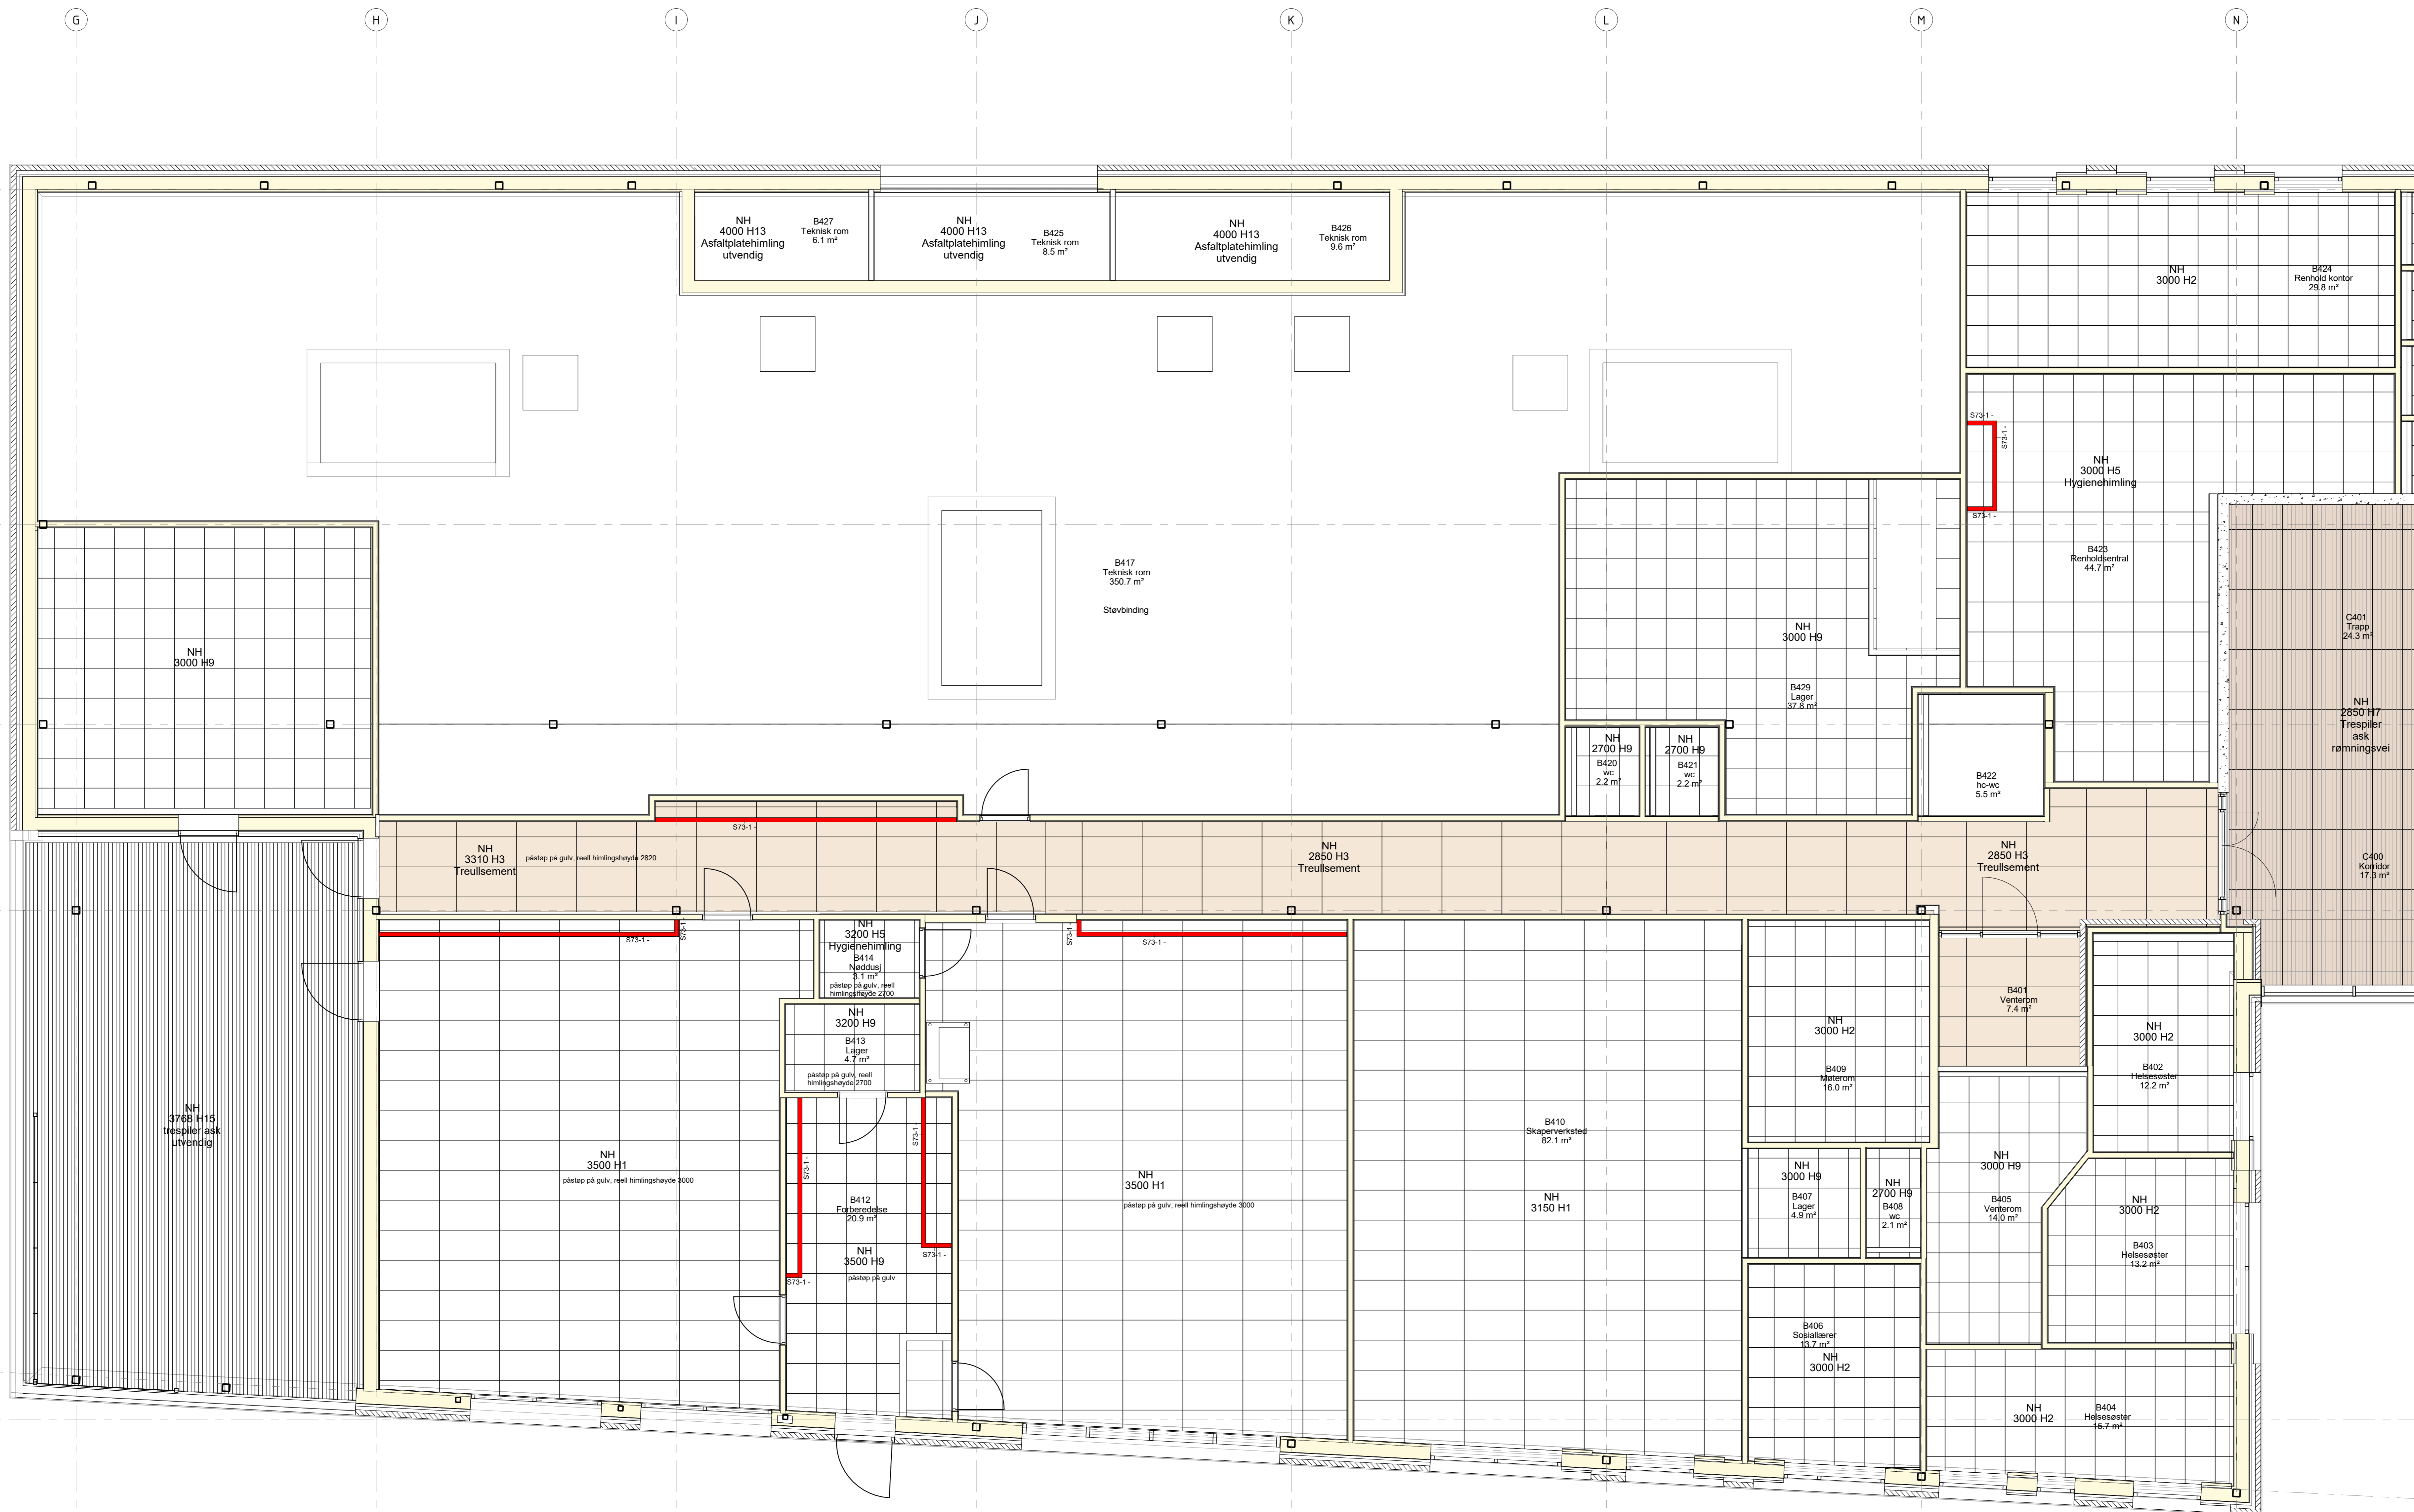 G
H
I
J
K
L
M
N
NH
4000 H13
Asfaltplatehimling
utvendig
B427
Teknisk rom
6.1 m²
NH
4000 H13
Asfaltplatehimling
utvendig
B425
Teknisk rom
8.5 m²
NH
4000 H13
Asfaltplatehimling
utvendig
B426
Teknisk rom
9.6 m²
NH
3000 H2
B424
Renhold kontor
29.8 m²
S73-1 -
S73-1 -
S73-1 -
NH
3000 H5
Hygienehimling
B423
Renholdsentral
44.7 m²
B417
Teknisk rom
350.7 m²
Støvbinding
NH
3000 H9
NH
3000 H9
B429
Lager
37.8 m²
C401
Trapp
24.3 m²
NH
2850 H7
Trespiler
ask
rømningsvei
NH
2700 H9
B420
wc
2.2 m²
NH
2700 H9
B421
wc
2.2 m²
B422
hc-wc
5.5 m²
C400
Korridor
17.3 m²
S73-1 -
NH
3310 H3
Treullsement
påstøp på gulv, reell himlingshøyde 2820
NH
2850 H3
Treullsement
NH
2850 H3
Treullsement
S73-1 -
S73-1 -
NH
3200 H5
Hygienehimling
B414
Nøddusj
3.1 m²
påstøp på gulv, reell
himlingshøyde 2700
S73-1 -
S73-1 -
NH
3200 H9
B413
Lager
4.7 m²
påstøp på gulv, reell
himlingshøyde 2700
NH
3000 H2
B409
Møterom
16.0 m²
B401
Venterom
7.4 m²
NH
3000 H2
B402
Helsesøster
12.2 m²
NH
3768 H15
trespiler ask
utvendig
NH
3500 H1
påstøp på gulv, reell himlingshøyde 3000
S73-1 -
S73-1 -
B412
Forberedelse
20.9 m²
NH
3500 H9
påstøp på gulv
S73-1 -
S73-1 -
NH
3500 H1
påstøp på gulv, reell himlingshøyde 3000
B410
Skaperverksted
82.1 m²
NH
3150 H1
NH
3000 H9
B407
Lager
4.9 m²
NH
2700 H9
B408
wc
2.1 m²
NH
3000 H9
B405
Venterom
14.0 m²
NH
3000 H2
B403
Helsesøster
13.2 m²
B406
Sosiallærer
13.7 m²
NH
3000 H2
NH
3000 H2
B404
Helsesøster
15.7 m²